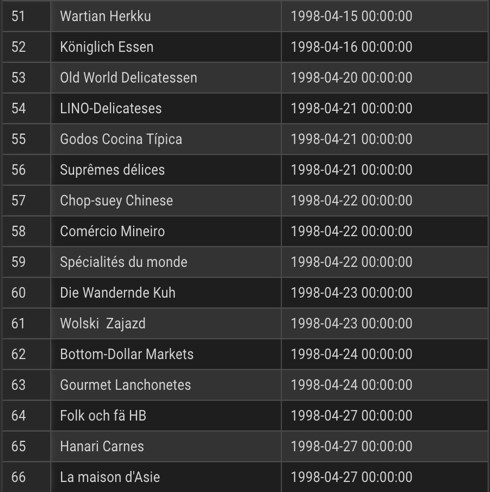 51 Wartian Herkku 1998-04-15 00:00:00
52 Königlich Essen 1998-04-16 00:00:00
53 Old World Delicatessen 1998-04-20 00:00:00
54 LINO-Delicateses 1998-04-21 00:00:00
55 Godos Cocina Típica 1998-04-21 00:00:00
56 Suprêmes délices 1998-04-21 00:00:00
57 Chop-suey Chinese 1998-04-22 00:00:00
58 Comércio Mineiro 1998-04-22 00:00:00
59 Spécialités du monde 1998-04-22 00:00:00
60 Die Wandernde Kuh 1998-04-23 00:00:00
61 Wolski  Zajazd 1998-04-23 00:00:00
62 Bottom-Dollar Markets 1998-04-24 00:00:00
63 Gourmet Lanchonetes 1998-04-24 00:00:00
64 Folk och fä HB 1998-04-27 00:00:00
65 Hanari Carnes 1998-04-27 00:00:00
66 La maison d'Asie 1998-04-27 00:00:00